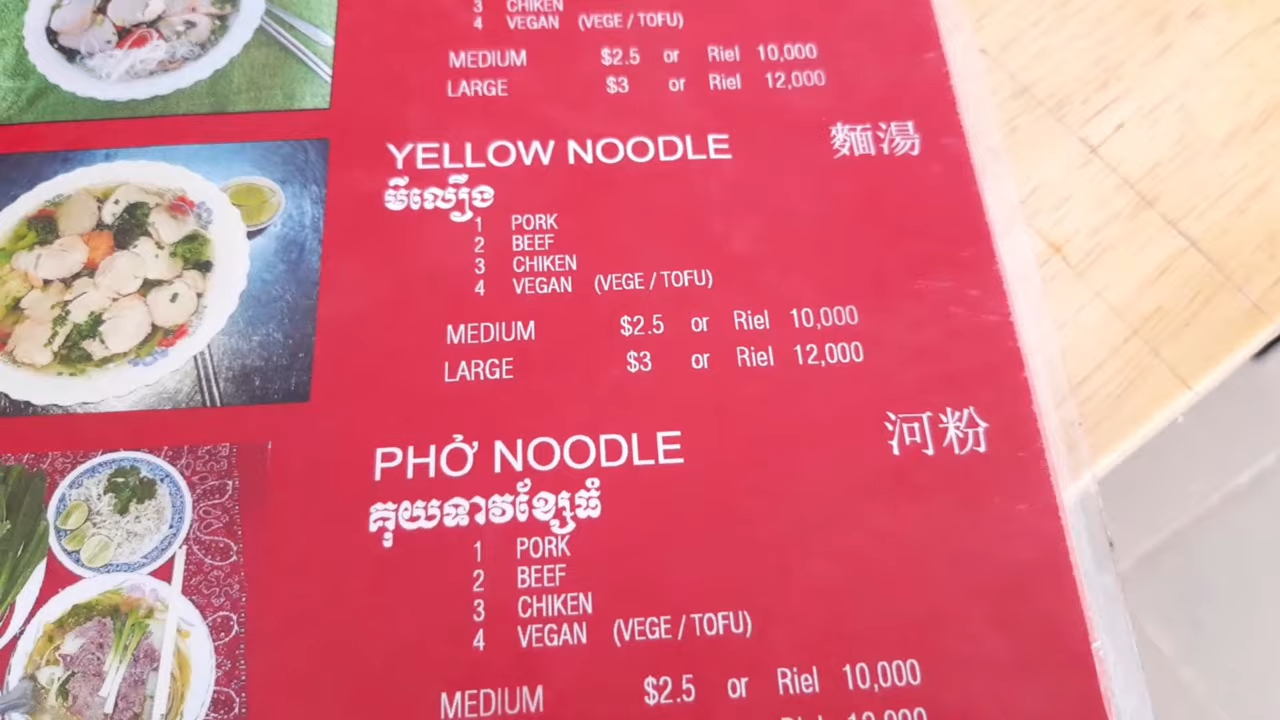 3 CHIKEN
4 VEGAN (VEGE / TOFU)
MEDIUM $2.5 or Riel 10,000
LARGE $3 or Riel 12,000
YELLOW NOODLE 麵湯
មីលឿង
1 PORK
2 BEEF
3 CHIKEN
4 VEGAN (VEGE / TOFU)
MEDIUM $2.5 or Riel 10,000
LARGE $3 or Riel 12,000
PHỞ NOODLE 河粉
គុយទាវខ្សែធំ
1 PORK
2 BEEF
3 CHIKEN
4 VEGAN (VEGE / TOFU)
MEDIUM $2.5 or Riel 10,000